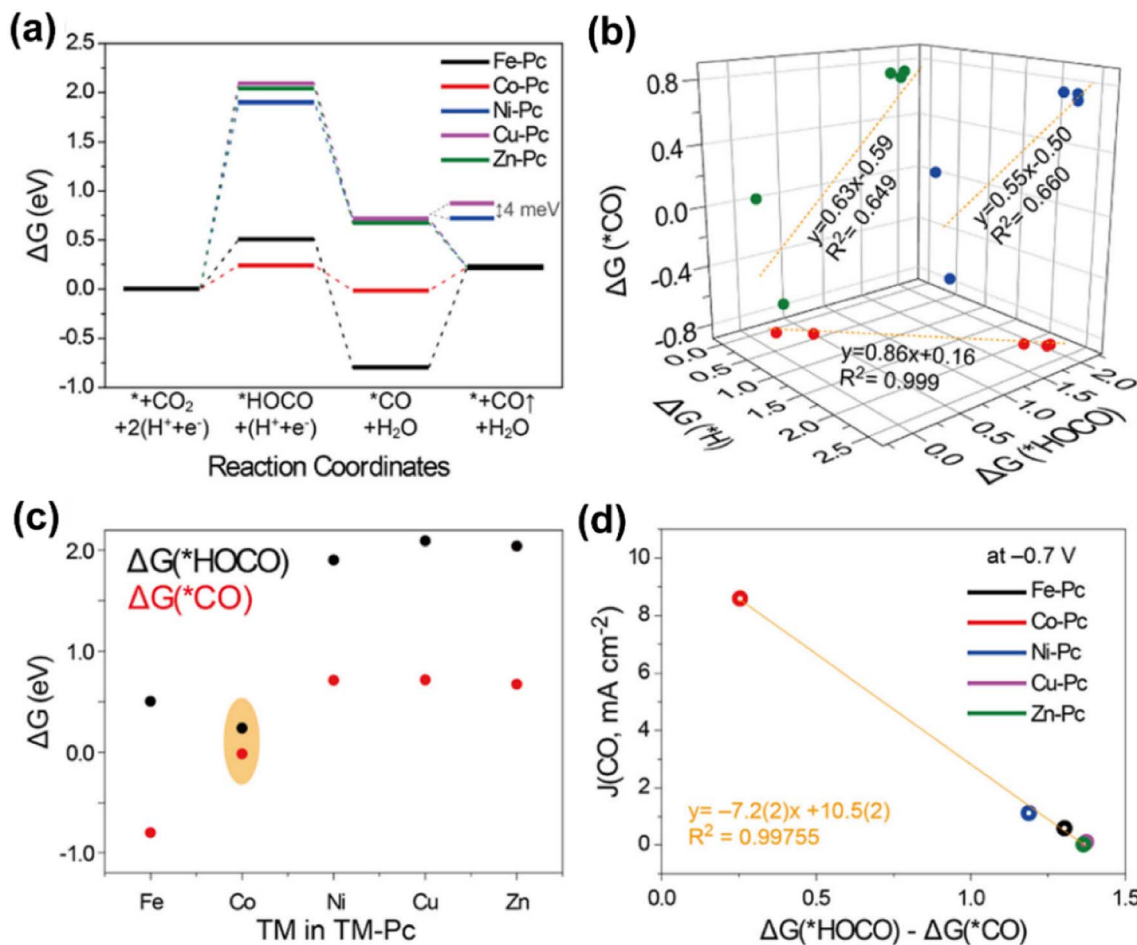 (a)
2.5
2.0
1.5
1.0
0.5
0.0
-0.5
-1.0
ΔG (eV)
Fe-Pc
Co-Pc
Ni-Pc
Cu-Pc
Zn-Pc
↕4 meV
*+CO₂ *HOCO *CO *+CO↑
+2(H⁺+e⁻) +(H⁺+e⁻) +H₂O +H₂O
Reaction Coordinates
(b)
0.8
0.4
0.0
-0.4
-0.8
ΔG (*CO)
y=0.63x-0.59
R²= 0.649
y=0.55x-0.50
R²= 0.660
y=0.86x+0.16
R²= 0.999
0.0
0.5
1.0
1.5
2.0
2.5
ΔG (*H)
0.0
0.5
1.0
1.5
2.0
ΔG (*HOCO)
(c)
ΔG(*HOCO)
ΔG(*CO)
2.0
1.0
0.0
-1.0
ΔG (eV)
Fe Co Ni Cu Zn
TM in TM-Pc
(d)
10
8
6
4
2
0
J(CO, mA cm⁻²)
at –0.7 V
Fe-Pc
Co-Pc
Ni-Pc
Cu-Pc
Zn-Pc
y= –7.2(2)x +10.5(2)
R² = 0.99755
0.0 0.5 1.0 1.5
ΔG(*HOCO) - ΔG(*CO)